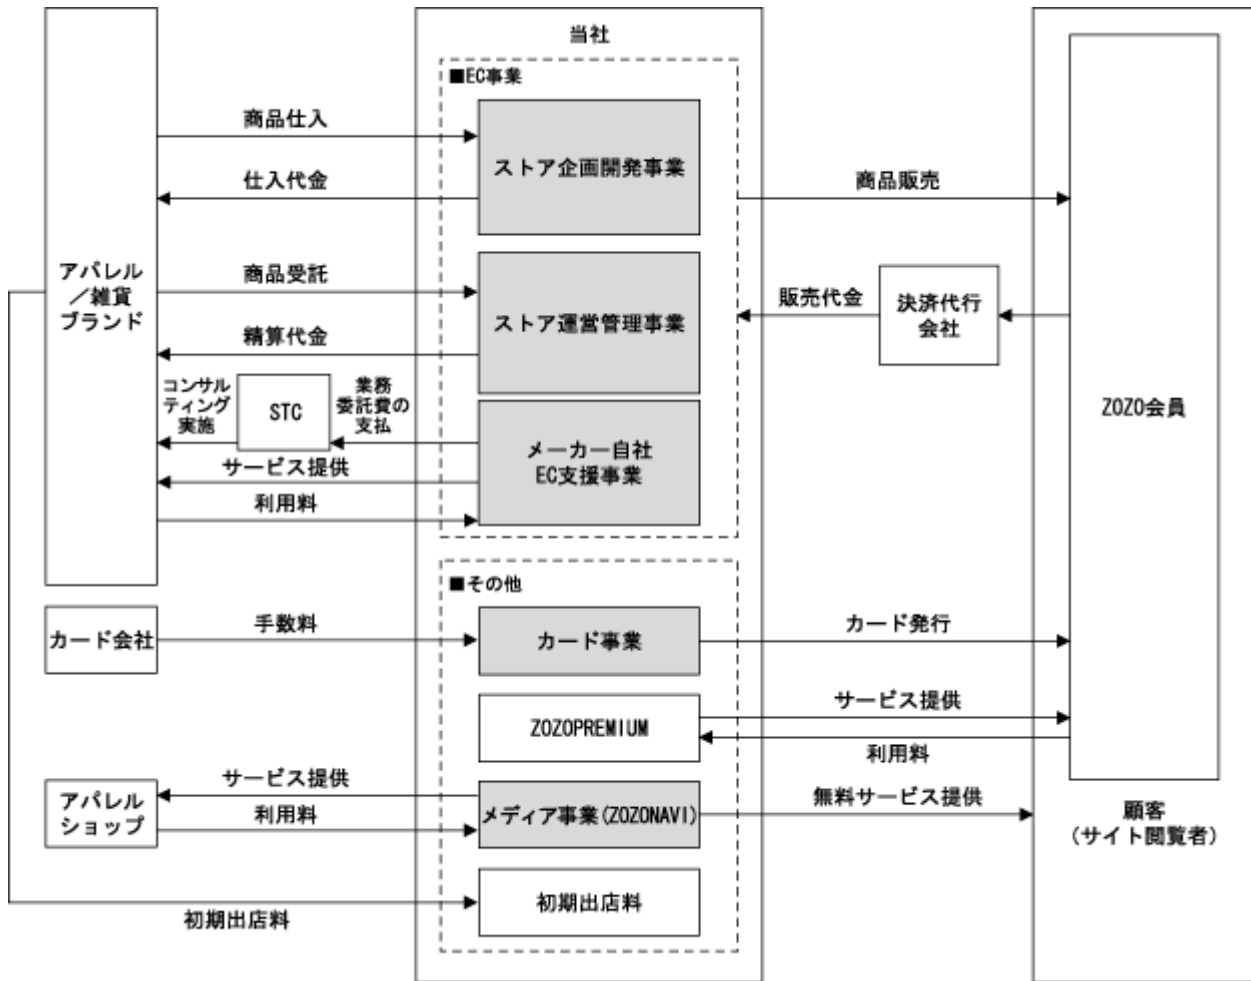 当社
■EC事業
商品仕入
ストア企画開発事業
仕入代金
商品販売
アパレル
／雑貨
ブランド
商品受託
ストア運営管理事業
販売代金
決済代行
会社
精算代金
コンサル
ティング
実施
STC
業務
委託費の
支払
メーカー自社
EC支援事業
ZOZO会員
サービス提供
利用料
■その他
カード会社
手数料
カード事業
カード発行
ZOZOPREMIUM
サービス提供
利用料
アパレル
ショップ
サービス提供
利用料
メディア事業(ZOZONAVI)
無料サービス提供
顧客
(サイト閲覧者)
初期出店料
初期出店料